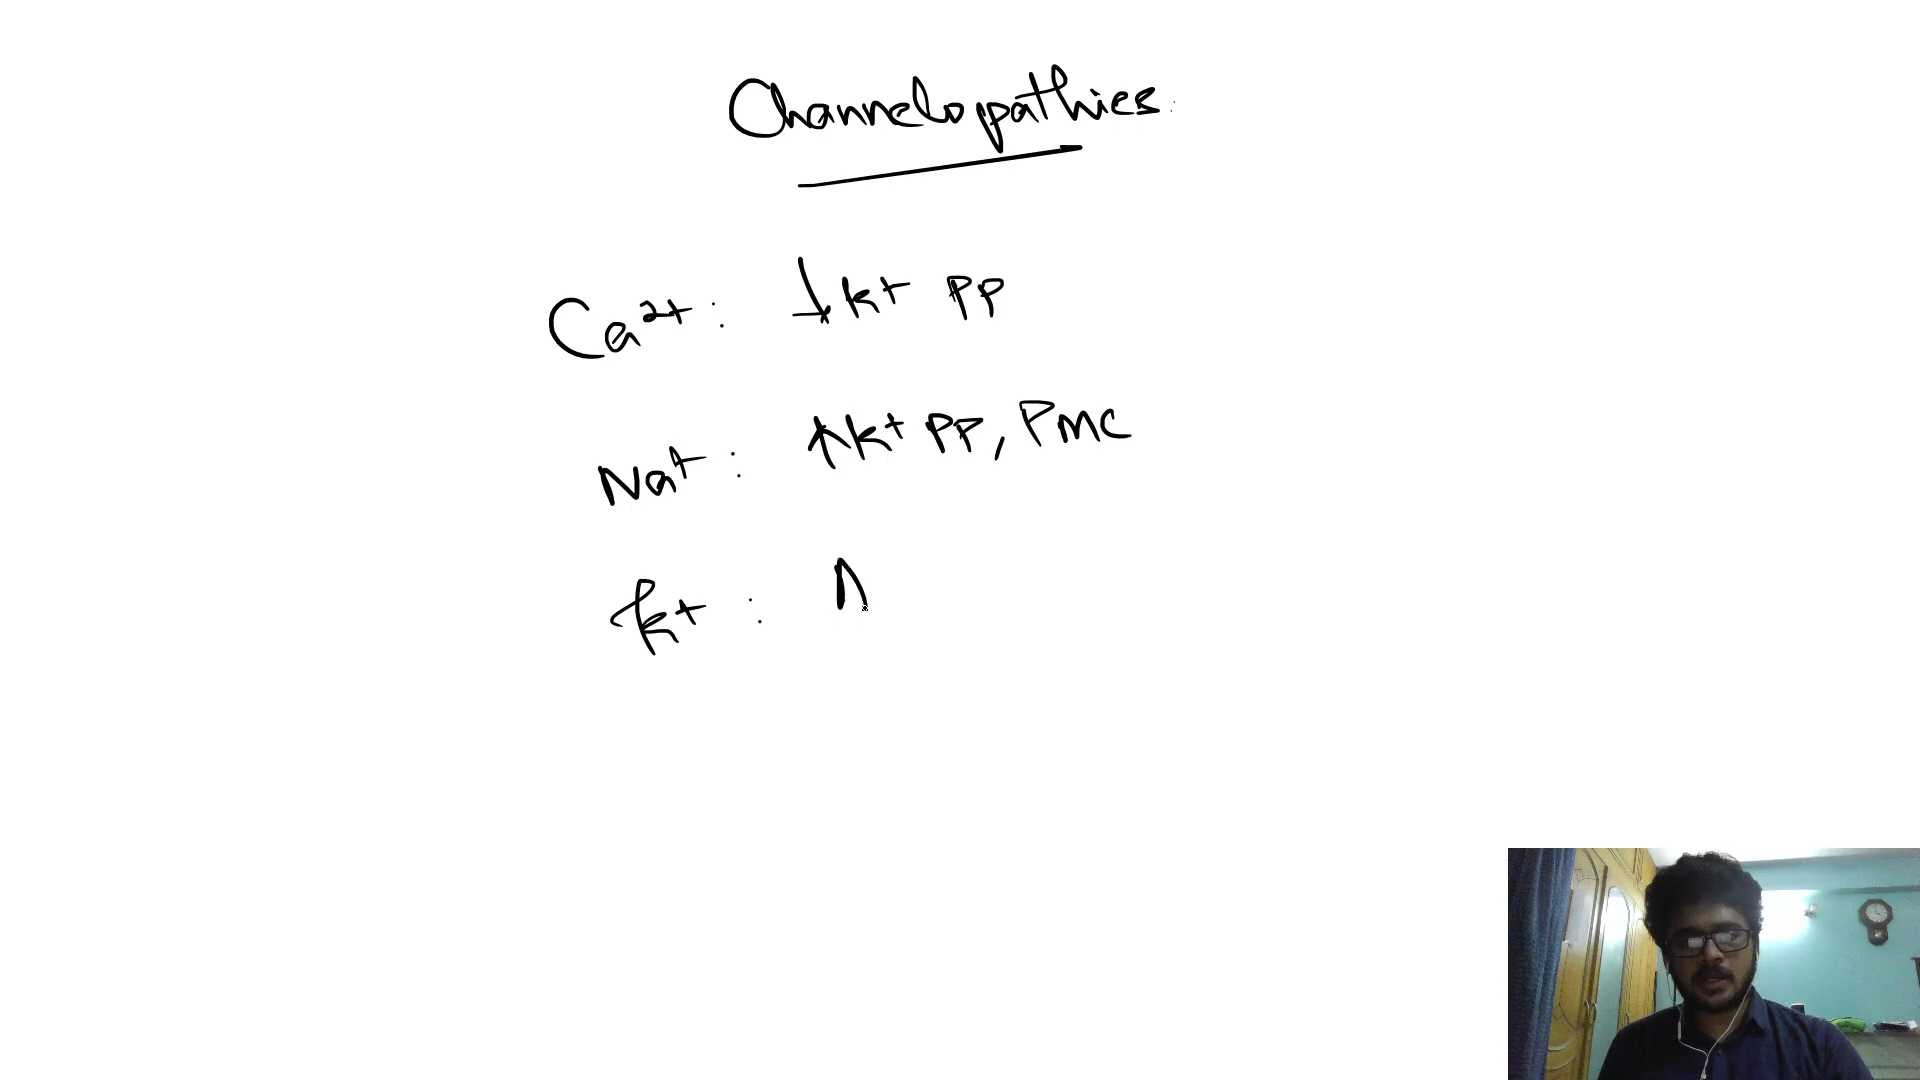 Channelopathies
Ca2+: ↓k+ PP
Na+: ↑k+ PP, PMC
k+ :